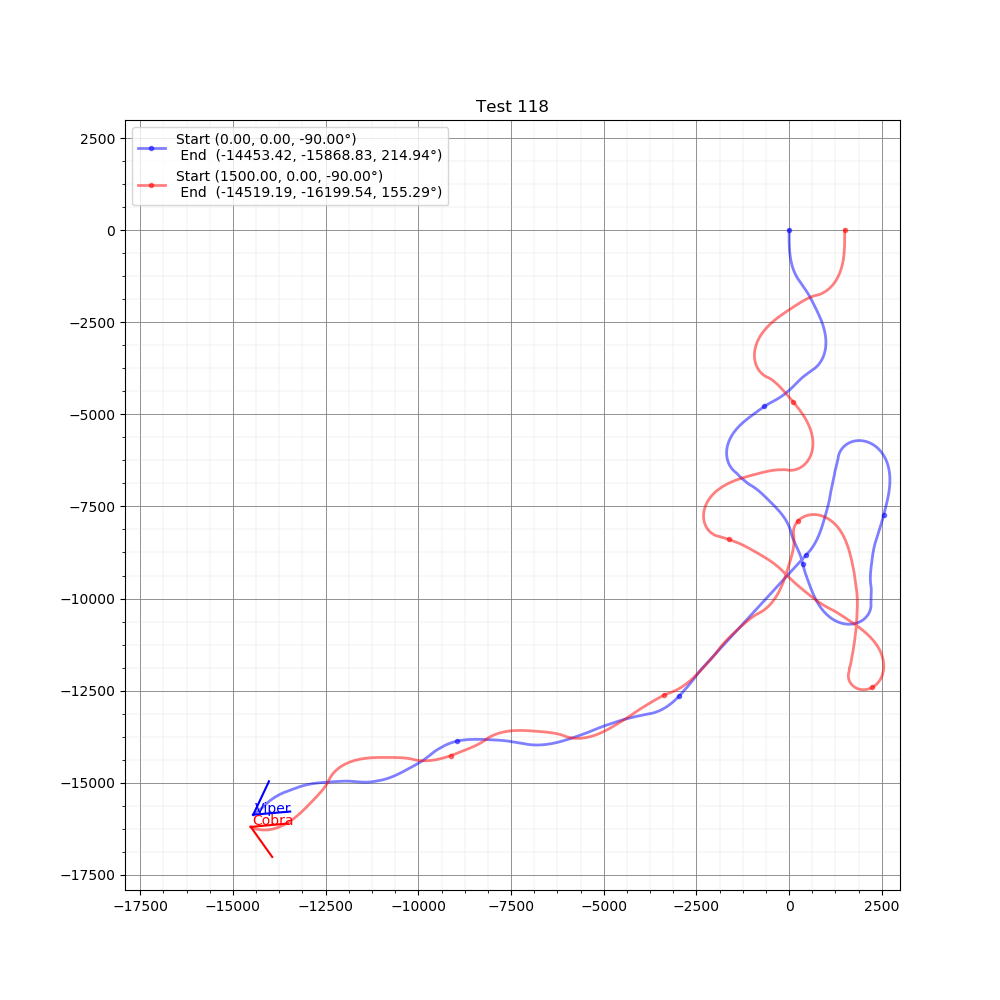 Test 118
Start (0.00, 0.00, -90.00°)
End  (-14453.42, -15868.83, 214.94°)
Start (1500.00, 0.00, -90.00°)
End  (-14519.19, -16199.54, 155.29°)
2500
0
−2500
−5000
−7500
−10000
−12500
−15000
−17500
Viper
Cobra
−17500 −15000 −12500 −10000 −7500 −5000 −2500 0 2500